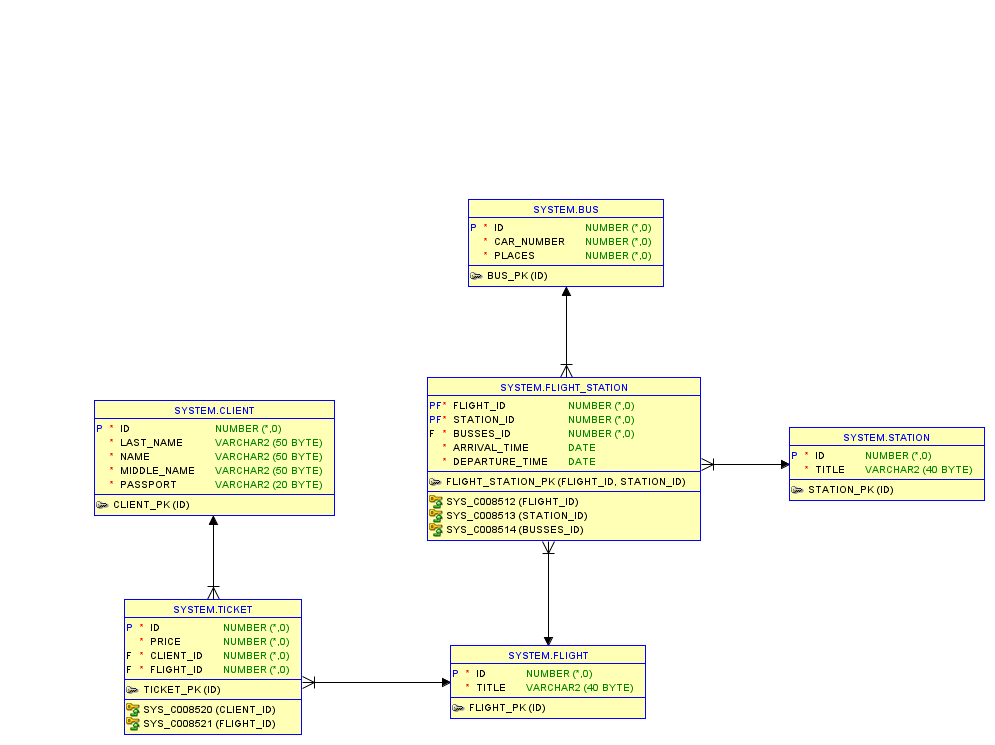 SYSTEM.BUS
P * ID NUMBER (*,0)
* CAR_NUMBER NUMBER (*,0)
* PLACES NUMBER (*,0)
BUS_PK (ID)
SYSTEM.FLIGHT_STATION
PF* FLIGHT_ID NUMBER (*,0)
PF* STATION_ID NUMBER (*,0)
F * BUSSES_ID NUMBER (*,0)
* ARRIVAL_TIME DATE
* DEPARTURE_TIME DATE
FLIGHT_STATION_PK (FLIGHT_ID, STATION_ID)
SYS_C008512 (FLIGHT_ID)
SYS_C008513 (STATION_ID)
SYS_C008514 (BUSSES_ID)
SYSTEM.CLIENT
P * ID NUMBER (*,0)
* LAST_NAME VARCHAR2 (50 BYTE)
* NAME VARCHAR2 (50 BYTE)
* MIDDLE_NAME VARCHAR2 (50 BYTE)
* PASSPORT VARCHAR2 (20 BYTE)
CLIENT_PK (ID)
SYSTEM.STATION
P * ID NUMBER (*,0)
* TITLE VARCHAR2 (40 BYTE)
STATION_PK (ID)
SYSTEM.TICKET
P * ID NUMBER (*,0)
* PRICE NUMBER (*,0)
F * CLIENT_ID NUMBER (*,0)
F * FLIGHT_ID NUMBER (*,0)
TICKET_PK (ID)
SYS_C008520 (CLIENT_ID)
SYS_C008521 (FLIGHT_ID)
SYSTEM.FLIGHT
P * ID NUMBER (*,0)
* TITLE VARCHAR2 (40 BYTE)
FLIGHT_PK (ID)